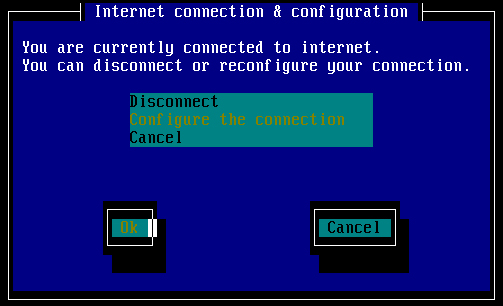 Internet connection & configuration
You are currently connected to internet.
You can disconnect or reconfigure your connection.
Disconnect
Configure the connection
Cancel
Ok Cancel